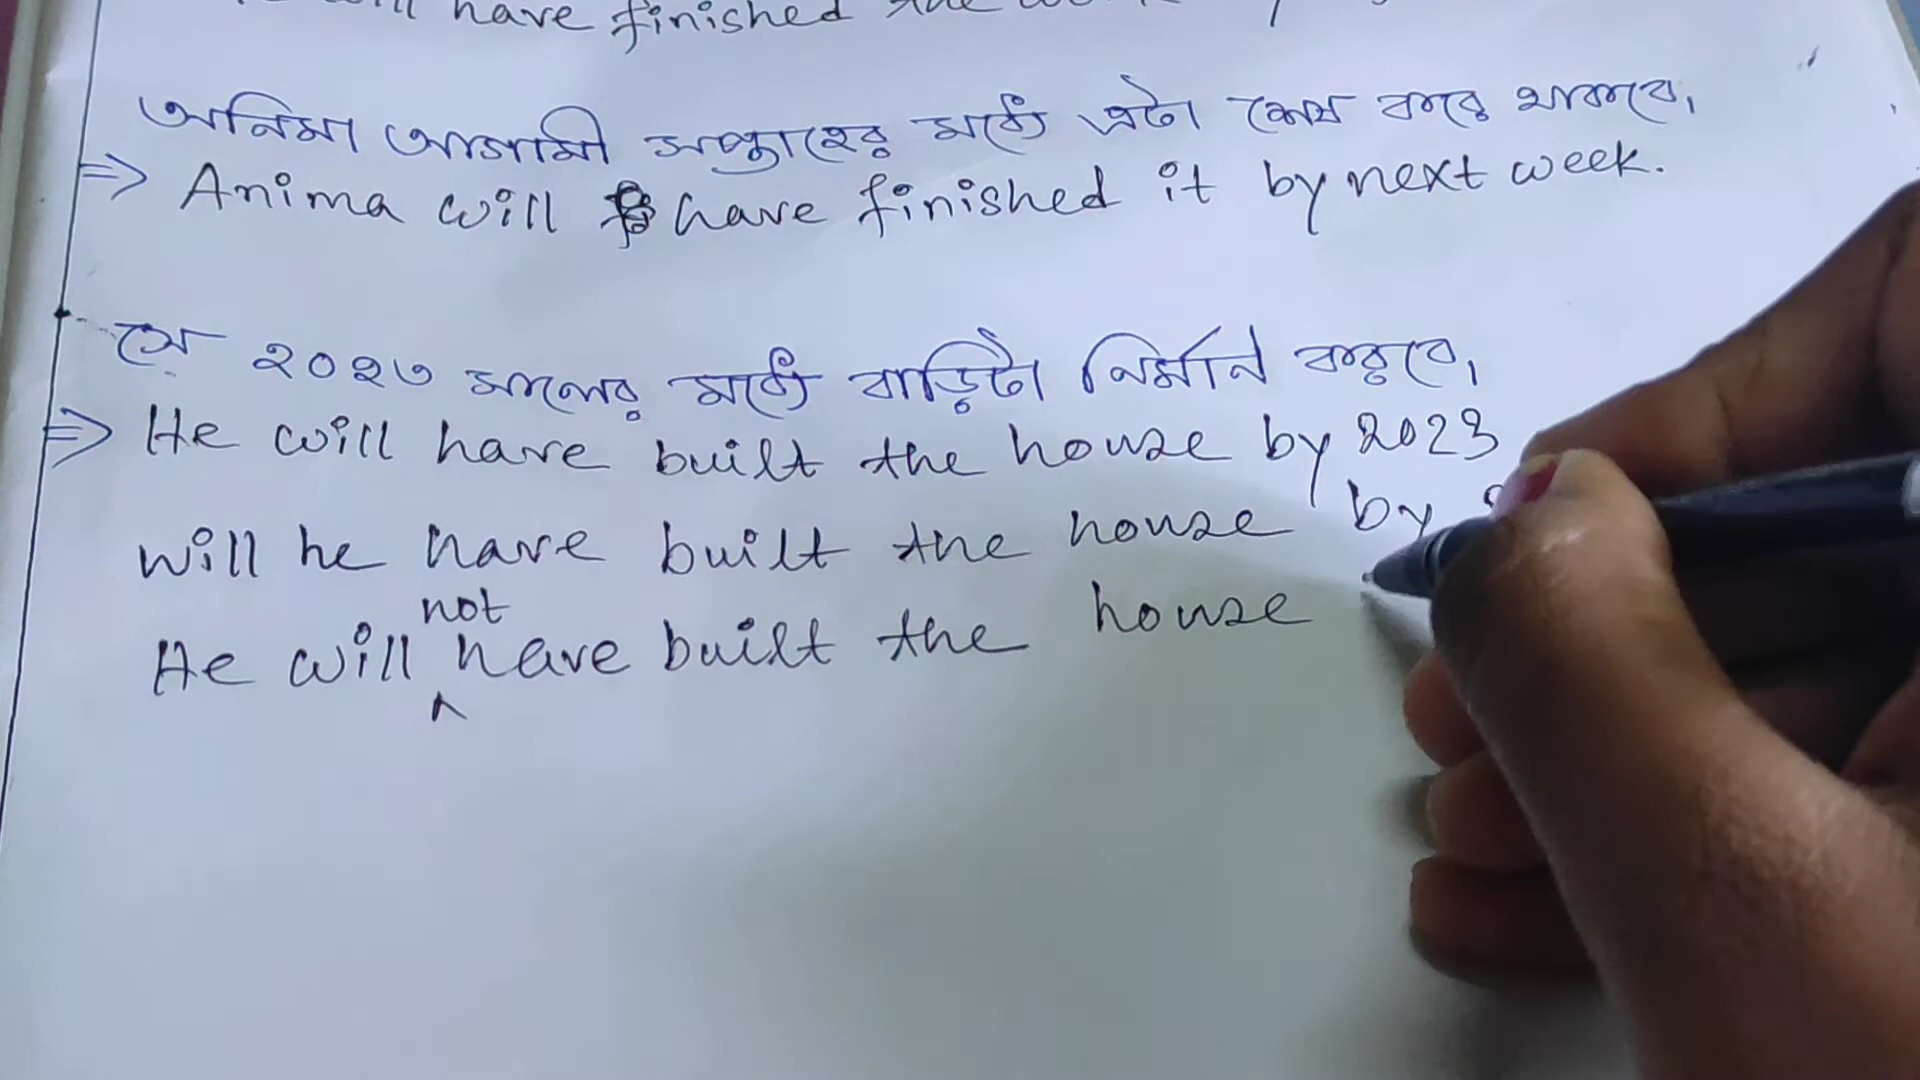 will have finished the
অনিমা আগামী সপ্তাহের মধ্যে এটা শেষ করে থাকবে।
⇒ Anima will have finished it by next week.
সে ২০২৩ সালের মধ্যে বাড়িটা নির্মান করবে।
⇒ He will have built the house by 2023
will he have built the house by
not
He will have built the house